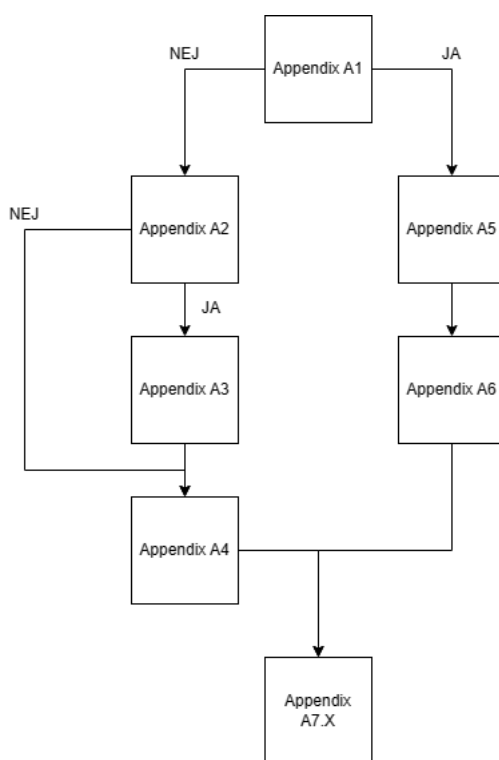 NEJ
JA
Appendix A1
NEJ
Appendix A2
Appendix A5
JA
Appendix A3
Appendix A6
Appendix A4
Appendix
A7.X